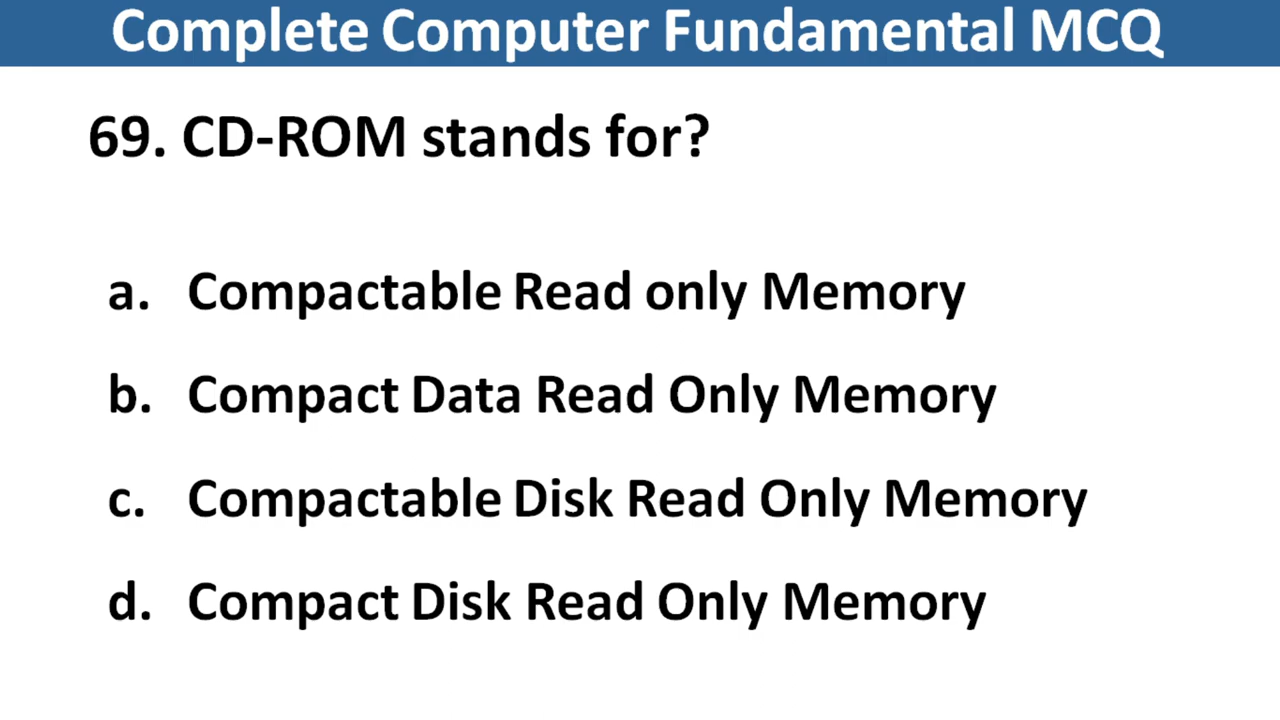 Complete Computer Fundamental MCQ
69. CD-ROM stands for?
a. Compactable Read only Memory
b. Compact Data Read Only Memory
c. Compactable Disk Read Only Memory
d. Compact Disk Read Only Memory